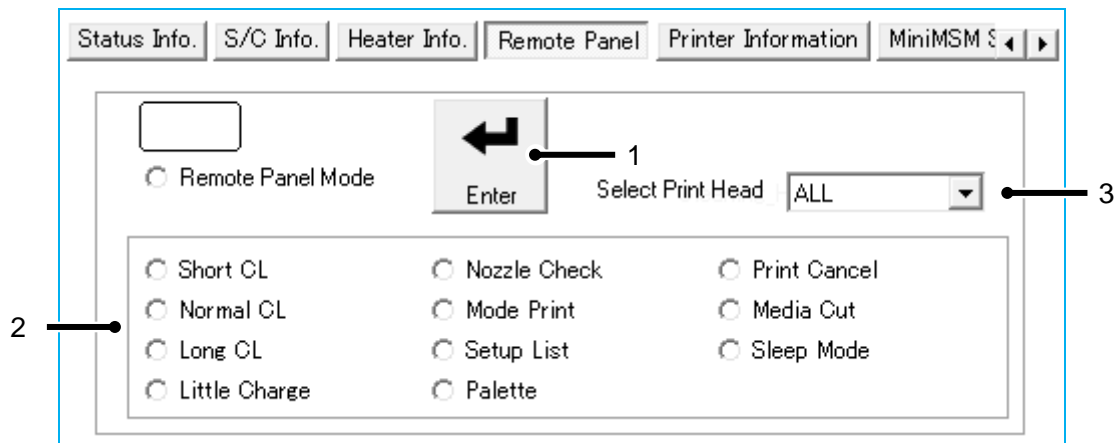 Status Info. S/C Info. Heater Info. Remote Panel Printer Information MiniMSM S
Remote Panel Mode
Enter
1
Select Print Head ALL
3
2
Short CL Nozzle Check Print Cancel
Normal CL Mode Print Media Cut
Long CL Setup List Sleep Mode
Little Charge Palette